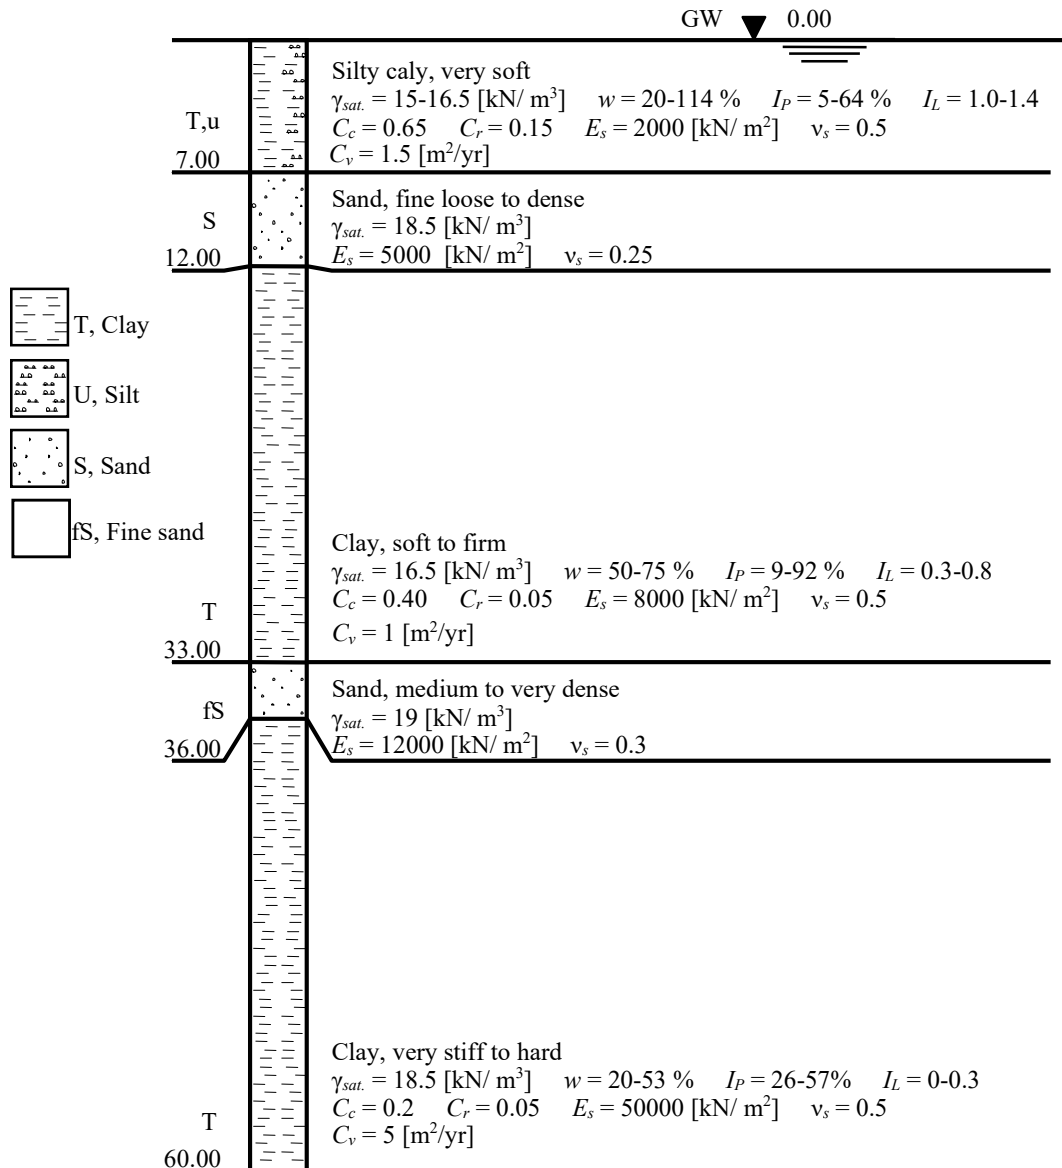 GW 0.00
Silty caly, very soft
γsat. = 15-16.5 [kN/ m³] w = 20-114 % IP = 5-64 % IL = 1.0-1.4
T,u
Cc = 0.65 Cr = 0.15 Es = 2000 [kN/ m²] νs = 0.5
7.00
Cv = 1.5 [m²/yr]
Sand, fine loose to dense
S
γsat. = 18.5 [kN/ m³]
12.00
Es = 5000 [kN/ m²] νs = 0.25
T, Clay
U, Silt
S, Sand
fS, Fine sand
Clay, soft to firm
γsat. = 16.5 [kN/ m³] w = 50-75 % IP = 9-92 % IL = 0.3-0.8
Cc = 0.40 Cr = 0.05 Es = 8000 [kN/ m²] νs = 0.5
T
Cv = 1 [m²/yr]
33.00
Sand, medium to very dense
fS
γsat. = 19 [kN/ m³]
36.00
Es = 12000 [kN/ m²] νs = 0.3
Clay, very stiff to hard
γsat. = 18.5 [kN/ m³] w = 20-53 % IP = 26-57% IL = 0-0.3
Cc = 0.2 Cr = 0.05 Es = 50000 [kN/ m²] νs = 0.5
T
Cv = 5 [m²/yr]
60.00